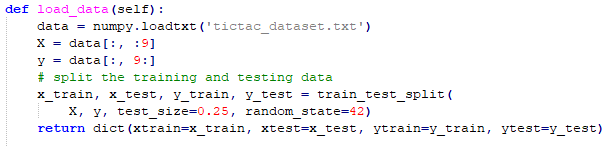 def load_data(self):
data = numpy.loadtxt('tictac_dataset.txt')
X = data[:, :9]
y = data[:, 9:]
# split the training and testing data
x_train, x_test, y_train, y_test = train_test_split(
X, y, test_size=0.25, random_state=42)
return dict(xtrain=x_train, xtest=x_test, ytrain=y_train, ytest=y_test)